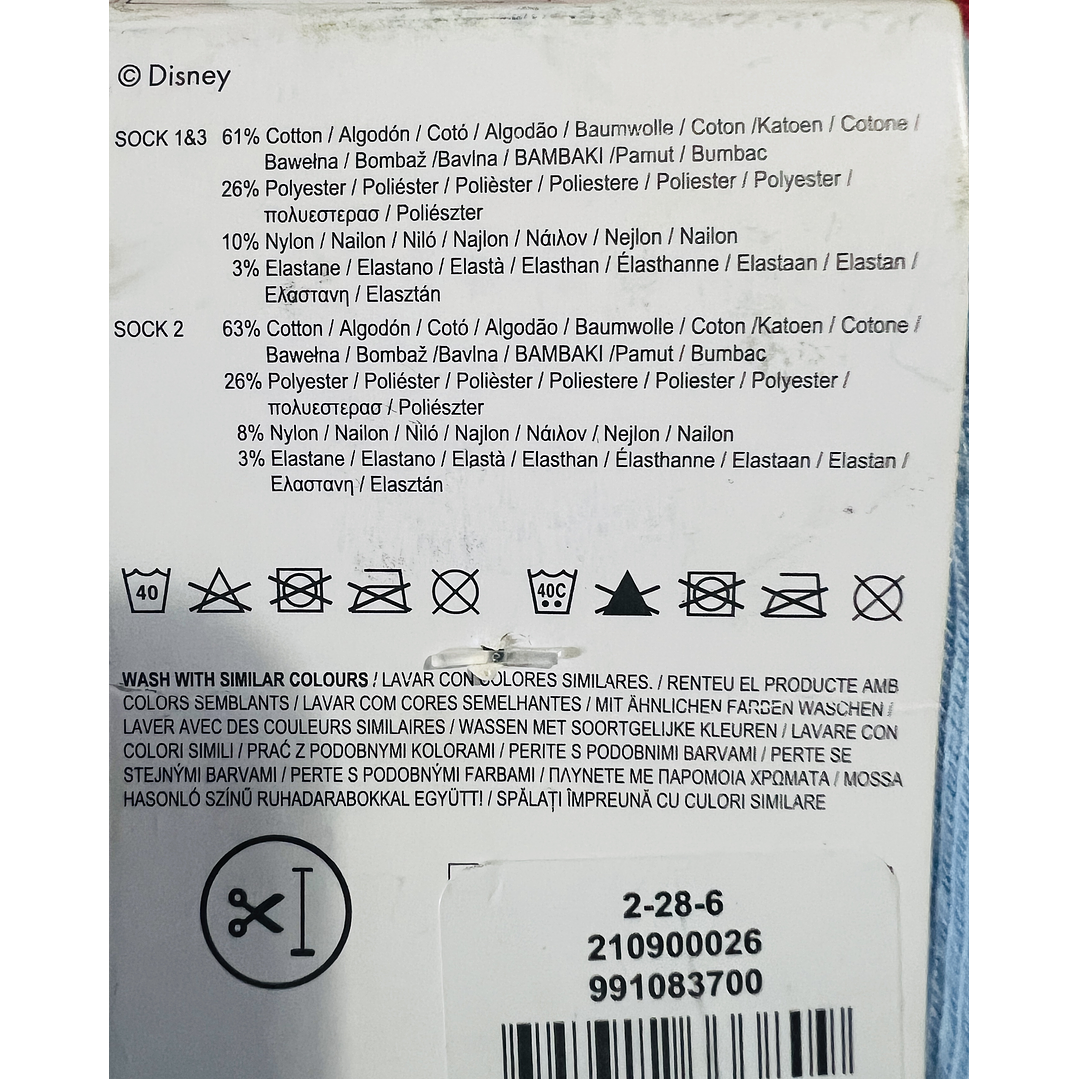 © Disney
SOCK 1&3 61% Cotton / Algodón / Cotó / Algodão / Baumwolle / Coton /Katoen / Cotone /
Bawełna / Bombaž /Bavlna / BAMBAKI /Pamut / Bumbac
26% Polyester / Poliéster / Polièster / Poliestere / Poliester / Polyester /
πολυεστερασ / Poliészter
10% Nylon / Nailon / Niló / Najlon / Νάιλον / Nejlon / Nailon
3% Elastane / Elastano / Elastà / Elasthan / Élasthanne / Elastaan / Elastan /
Ελαστανη / Elasztán
SOCK 2 63% Cotton / Algodón / Cotó / Algodão / Baumwolle / Coton /Katoen / Cotone /
Bawełna / Bombaž /Bavlna / BAMBAKI /Pamut / Bumbac
26% Polyester / Poliéster / Polièster / Poliestere / Poliester / Polyester /
πολυεστερασ / Poliészter
8% Nylon / Nailon / Niló / Najlon / Νάιλον / Nejlon / Nailon
3% Elastane / Elastano / Elastà / Elasthan / Élasthanne / Elastaan / Elastan /
Ελαστανη / Elasztán
40 40C
WASH WITH SIMILAR COLOURS / LAVAR CON COLORES SIMILARES. / RENTEU EL PRODUCTE AMB
COLORS SEMBLANTS / LAVAR COM CORES SEMELHANTES / MIT ÄHNLICHEN FARBEN WASCHEN /
LAVER AVEC DES COULEURS SIMILAIRES / WASSEN MET SOORTGELIJKE KLEUREN / LAVARE CON
COLORI SIMILI / PRAĆ Z PODOBNYMI KOLORAMI / PERITE S PODOBNIMI BARVAMI / PERTE SE
STEJNÝMI BARVAMI / PERTE S PODOBNÝMI FARBAMI / ΠΛΥΝΕΤΕ ΜΕ ΠΑΡΟΜΟΙΑ ΧΡΩΜΑΤΑ / MOSSA
HASONLÓ SZÍNŰ RUHADARABOKKAL EGYÜTT! / SPĂLAȚI ÎMPREUNĂ CU CULORI SIMILARE
2-28-6
210900026
991083700